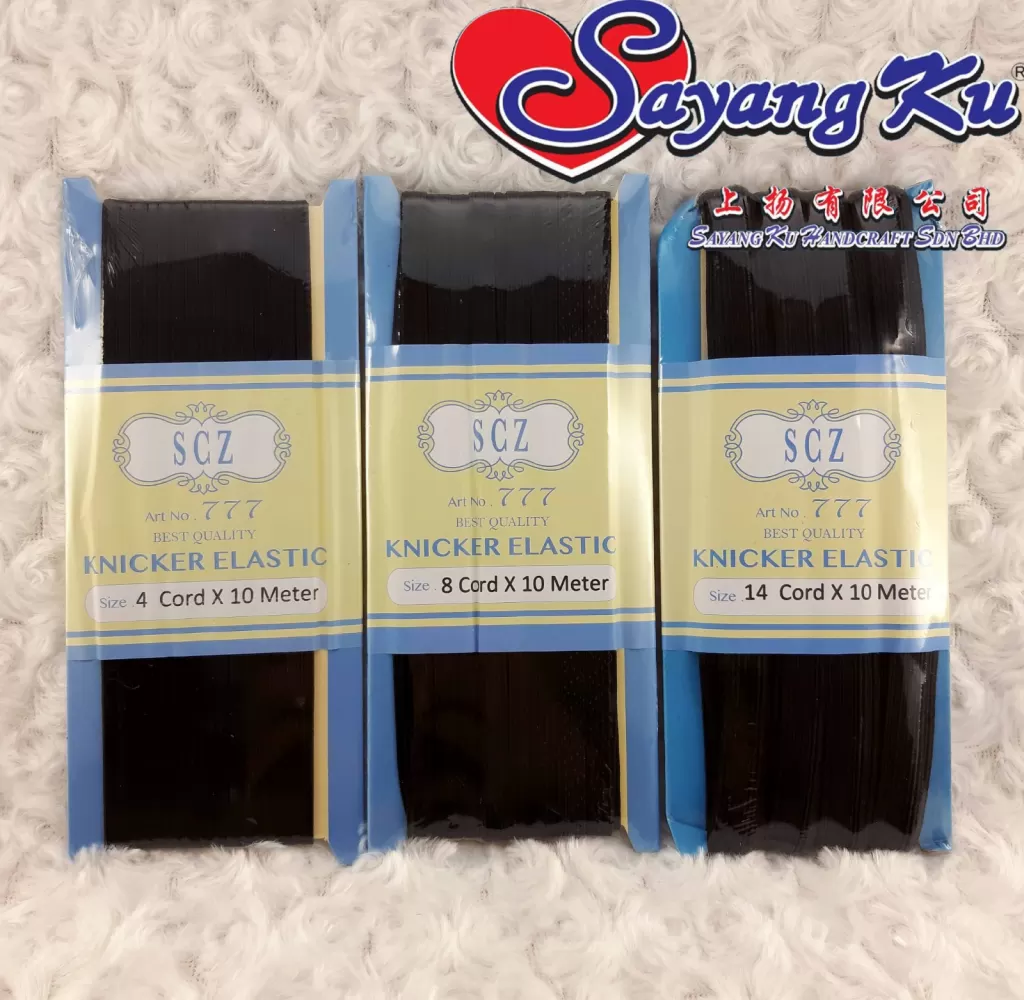 Sayang Ku ®
上扬有限公司
SAYANG KU HANDCRAFT SDN BHD
SCZ
Art No. 777
BEST QUALITY
KNICKER ELASTIC
Size . 4 Cord X 10 Meter
SCZ
Art No. 777
BEST QUALITY
KNICKER ELASTIC
Size . 8 Cord X 10 Meter
SCZ
Art No. 777
BEST QUALITY
KNICKER ELASTIC
Size . 14 Cord X 10 Meter